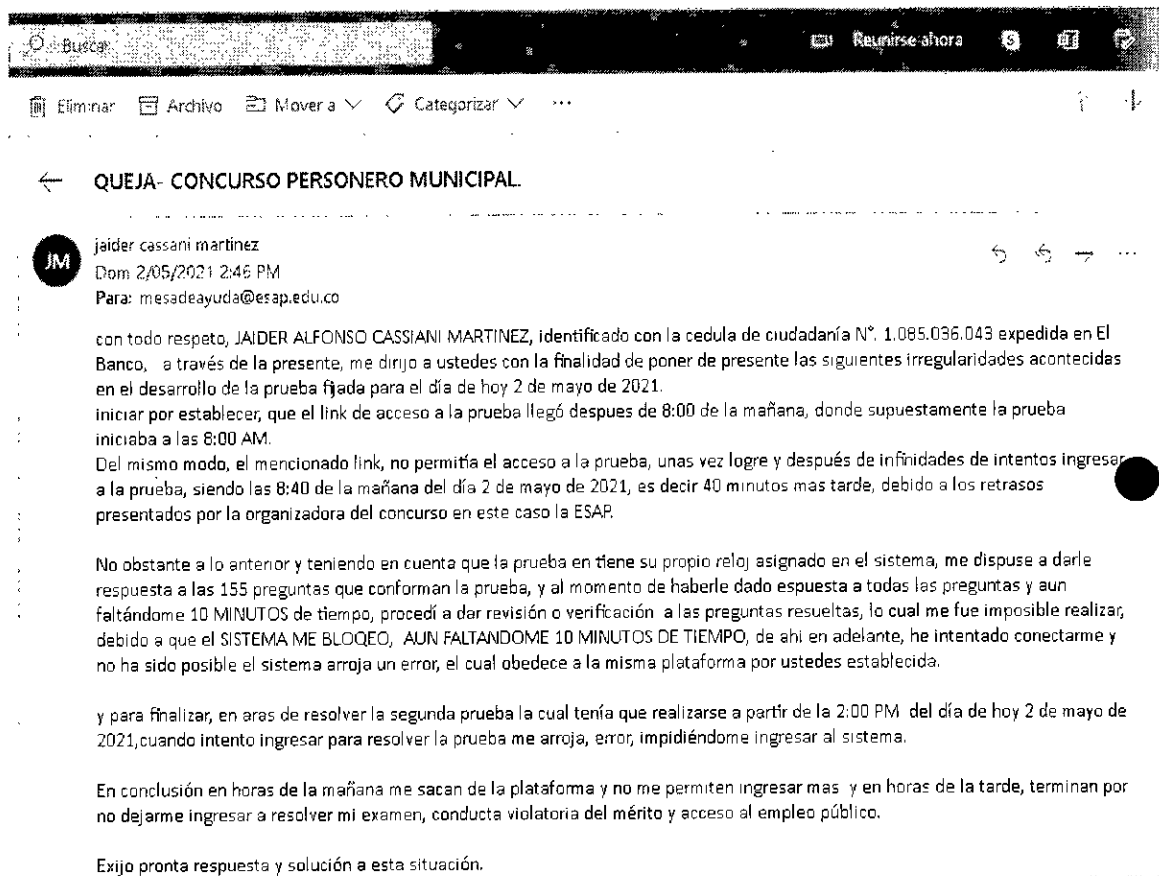 Buscar
Reunirse ahora
Eliminar Archivo Mover a Categorizar ...
QUEJA- CONCURSO PERSONERO MUNICIPAL.
JM
jaider cassani martinez
Dom 2/05/2021 2:46 PM
Para: mesadeayuda@esap.edu.co
con todo respeto, JAIDER ALFONSO CASSIANI MARTINEZ, identificado con la cedula de ciudadanía N°. 1.085.036.043 expedida en El
Banco, a través de la presente, me dirijo a ustedes con la finalidad de poner de presente las siguientes irregularidades acontecidas
en el desarrollo de la prueba fijada para el día de hoy 2 de mayo de 2021.
iniciar por establecer, que el link de acceso a la prueba llegó despues de 8:00 de la mañana, donde supuestamente la prueba
iniciaba a las 8:00 AM.
Del mismo modo, el mencionado link, no permitía el acceso a la prueba, unas vez logre y después de infinidades de intentos ingresar
a la prueba, siendo las 8:40 de la mañana del día 2 de mayo de 2021, es decir 40 minutos mas tarde, debido a los retrasos
presentados por la organizadora del concurso en este caso la ESAP.
No obstante a lo anterior y teniendo en cuenta que la prueba en tiene su propio reloj asignado en el sistema, me dispuse a darle
respuesta a las 155 preguntas que conforman la prueba, y al momento de haberle dado espuesta a todas las preguntas y aun
faltándome 10 MINUTOS de tiempo, procedí a dar revisión o verificación a las preguntas resueltas, lo cual me fue imposible realizar,
debido a que el SISTEMA ME BLOQEO, AUN FALTANDOME 10 MINUTOS DE TIEMPO, de ahi en adelante, he intentado conectarme y
no ha sido posible el sistema arroja un error, el cual obedece a la misma plataforma por ustedes establecida.
y para finalizar, en aras de resolver la segunda prueba la cual tenía que realizarse a partir de la 2:00 PM del día de hoy 2 de mayo de
2021,cuando intento ingresar para resolver la prueba me arroja, error, impidiéndome ingresar al sistema.
En conclusión en horas de la mañana me sacan de la plataforma y no me permiten ingresar mas y en horas de la tarde, terminan por
no dejarme ingresar a resolver mi examen, conducta violatoria del mérito y acceso al empleo público.
Exijo pronta respuesta y solución a esta situación.